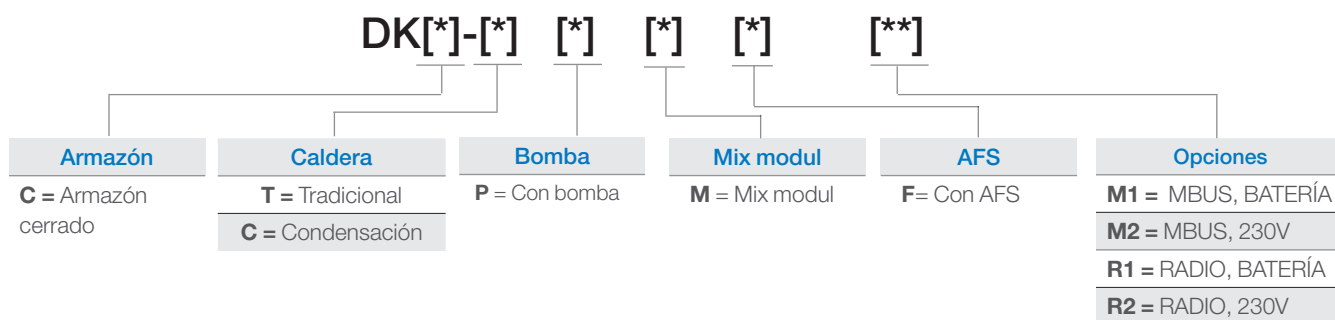 DK[*]-[*] [*] [*] [*] [**]
Armazón
C = Armazón
cerrado
Caldera
T = Tradicional
C = Condensación
Bomba
P = Con bomba
Mix modul
M = Mix modul
AFS
F= Con AFS
Opciones
M1 = MBUS, BATERÍA
M2 = MBUS, 230V
R1 = RADIO, BATERÍA
R2 = RADIO, 230V